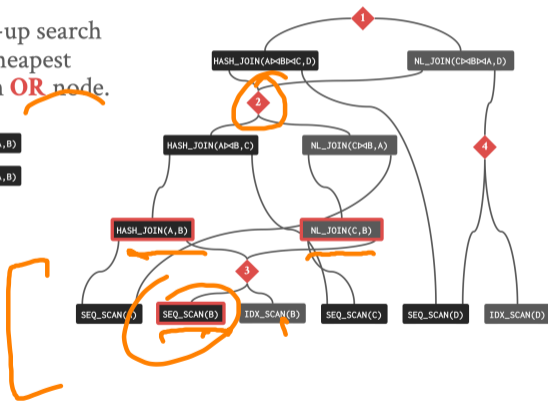 -up search
heapest
OR node.
,B)
,B)
1
HASH_JOIN(A⋈B⋈C,D)
NL_JOIN(C⋈B⋈A,D)
2
HASH_JOIN(A⋈B,C)
NL_JOIN(C⋈B,A)
4
HASH_JOIN(A,B)
NL_JOIN(C,B)
3
SEQ_SCAN(A)
SEQ_SCAN(B)
IDX_SCAN(B)
SEQ_SCAN(C)
SEQ_SCAN(D)
IDX_SCAN(D)